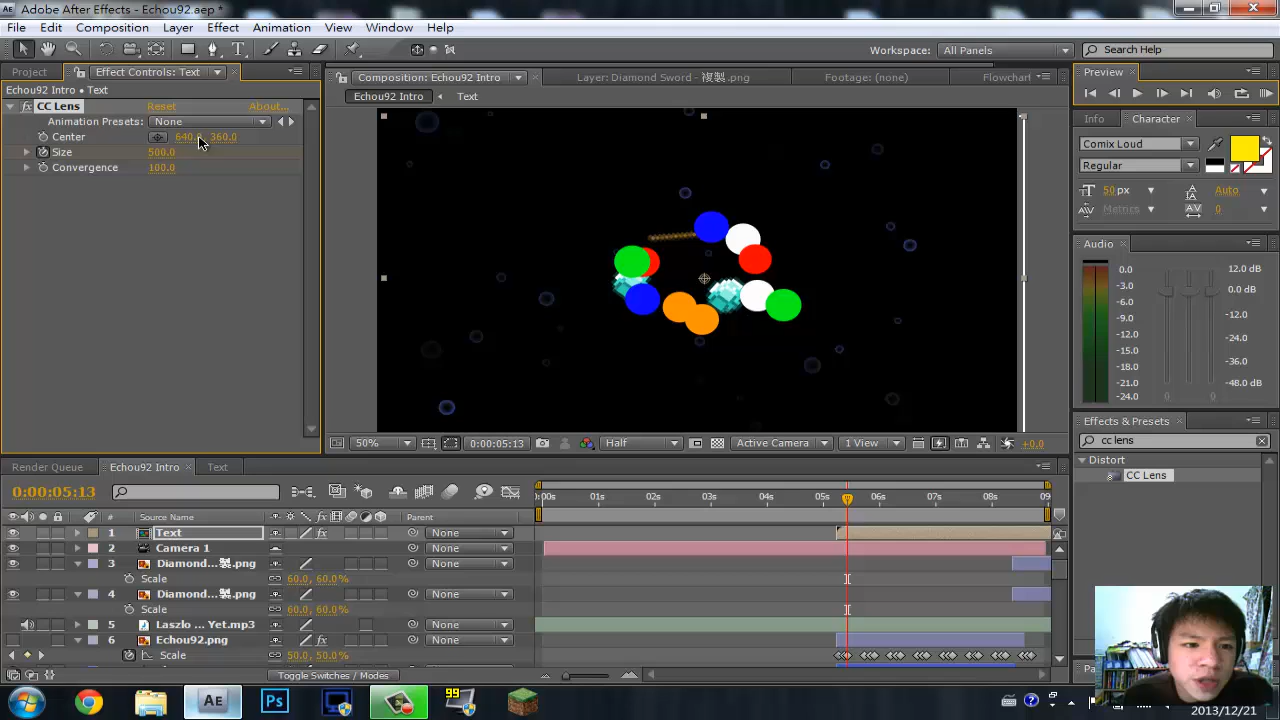 Adobe After Effects - Echou92.aep *
File Edit Composition Layer Effect Animation View Window Help
Workspace: All Panels Search Help
Project Effect Controls: Text Composition: Echou92 Intro Layer: Diamond Sword - 複製.png Footage: (none) Flowchart Preview
Echou92 Intro • Text Echou92 Intro Text
fx CC Lens Reset About...
Animation Presets: None
Center 640.0, 360.0
Size 500.0
Convergence 100.0
Info Character
Comix Loud
Regular
50 px Auto
Metrics 0
Audio
0.0 12.0 dB
-3.0
-6.0 0.0 dB
-9.0
-12.0 -12.0
-15.0 -24.0
-18.0 -36.0
-21.0
-24.0 -48.0 dB
Effects & Presets
cc lens
Distort
CC Lens
50% 0:00:05:13 Half Active Camera 1 View +0.0
Render Queue Echou92 Intro Text
0:00:05:13 0:00s 01s 02s 03s 04s 05s 06s 07s 08s 09
# Source Name Parent
1 Text None
2 Camera 1 None
3 Diamond...製.png None
Scale 60.0, 60.0%
4 Diamond...製.png None
Scale 60.0, 60.0%
5 Laszlo ... Yet.mp3 None
6 Echou92.png None
Scale 50.0, 50.0%
Toggle Switches / Modes
Ae Ps 99
2013/12/21